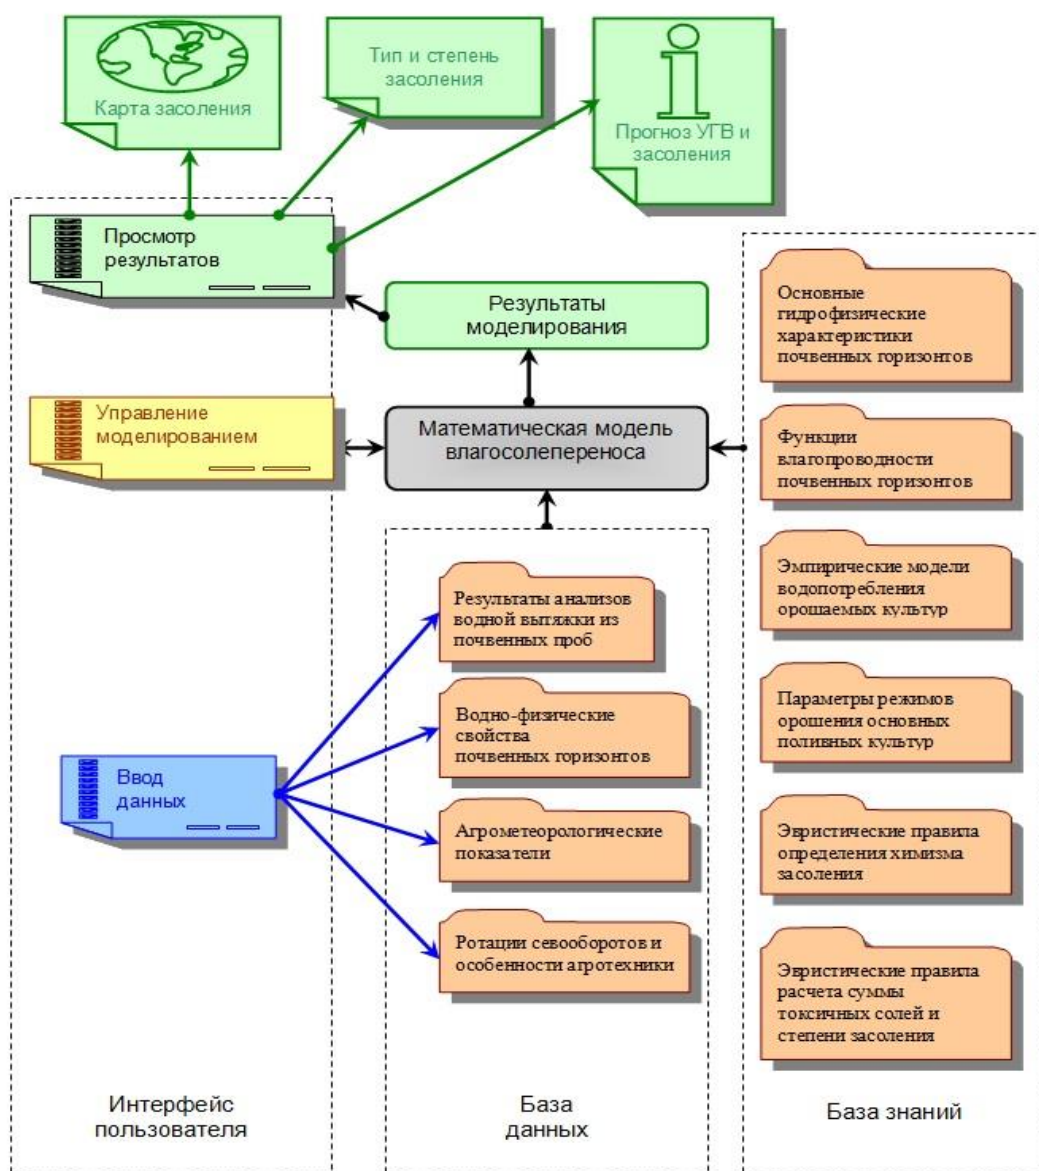 Карта засоления
Тип и степень
засоления
Прогноз УГВ и
засоления
Просмотр
результатов
Результаты
моделирования
Управление
моделированием
Математическая модель
влагосолепереноса
Ввод
данных
Интерфейс
пользователя
Результаты анализов
водной вытяжки из
почвенных проб
Водно-физические
свойства
почвенных горизонтов
Агрометеорологические
показатели
Ротации севооборотов и
особенности агротехники
База
данных
Основные
гидрофизические
характеристики
почвенных горизонтов
Функции
влагопроводности
почвенных горизонтов
Эмпирические модели
водопотребления
орошаемых культур
Параметры режимов
орошения основных
поливных культур
Эвристические правила
определения химизма
засоления
Эвристические правила
расчета суммы
токсичных солей и
степени засоления
База знаний